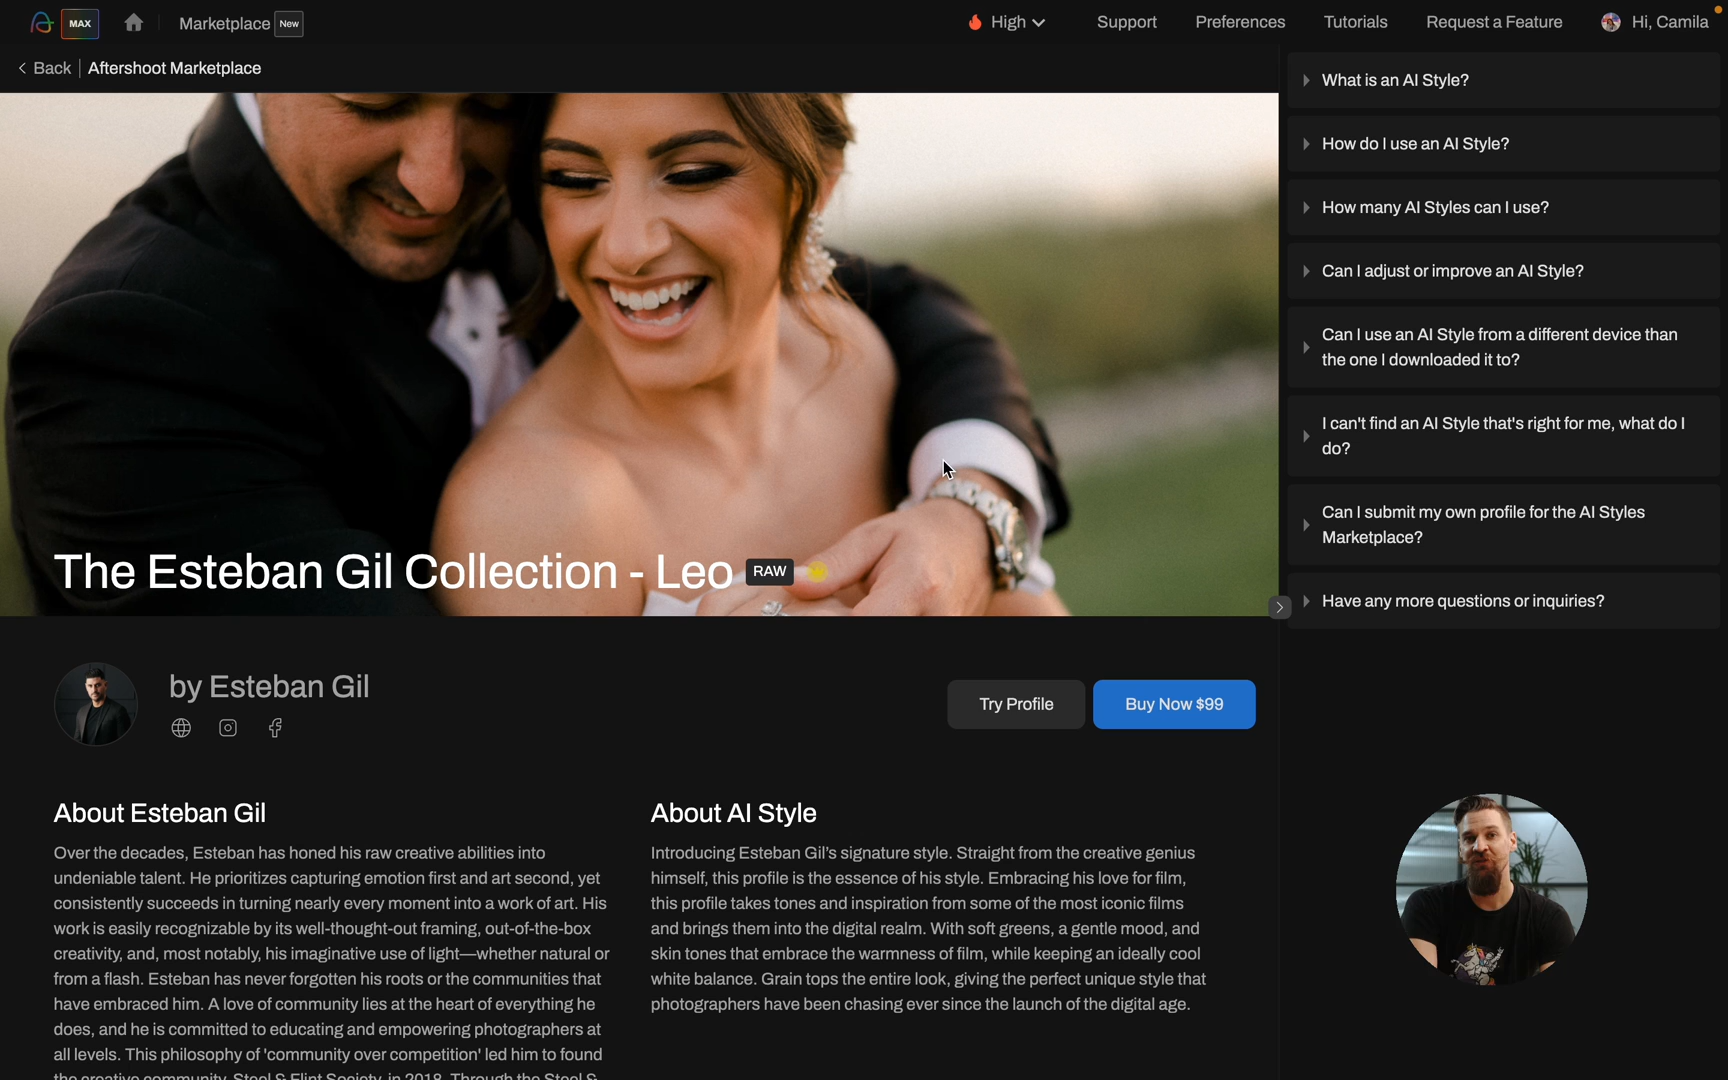 MAX
Marketplace New
High
Support
Preferences
Tutorials
Request a Feature
Hi, Camila
Back
Aftershoot Marketplace
The Esteban Gil Collection - Leo RAW
by Esteban Gil
Try Profile
Buy Now $99
About Esteban Gil
Over the decades, Esteban has honed his raw creative abilities into
undeniable talent. He prioritizes capturing emotion first and art second, yet
consistently succeeds in turning nearly every moment into a work of art. His
work is easily recognizable by its well-thought-out framing, out-of-the-box
creativity, and, most notably, his imaginative use of light—whether natural or
from a flash. Esteban has never forgotten his roots or the communities that
have embraced him. A love of community lies at the heart of everything he
does, and he is committed to educating and empowering photographers at
all levels. This philosophy of 'community over competition' led him to found
the creative community, Steel & Flint Society, in 2018. Through the Steel &
About AI Style
Introducing Esteban Gil's signature style. Straight from the creative genius
himself, this profile is the essence of his style. Embracing his love for film,
this profile takes tones and inspiration from some of the most iconic films
and brings them into the digital realm. With soft greens, a gentle mood, and
skin tones that embrace the warmness of film, while keeping an ideally cool
white balance. Grain tops the entire look, giving the perfect unique style that
photographers have been chasing ever since the launch of the digital age.
What is an AI Style?
How do I use an AI Style?
How many AI Styles can I use?
Can I adjust or improve an AI Style?
Can I use an AI Style from a different device than
the one I downloaded it to?
I can't find an AI Style that's right for me, what do I
do?
Can I submit my own profile for the AI Styles
Marketplace?
Have any more questions or inquiries?